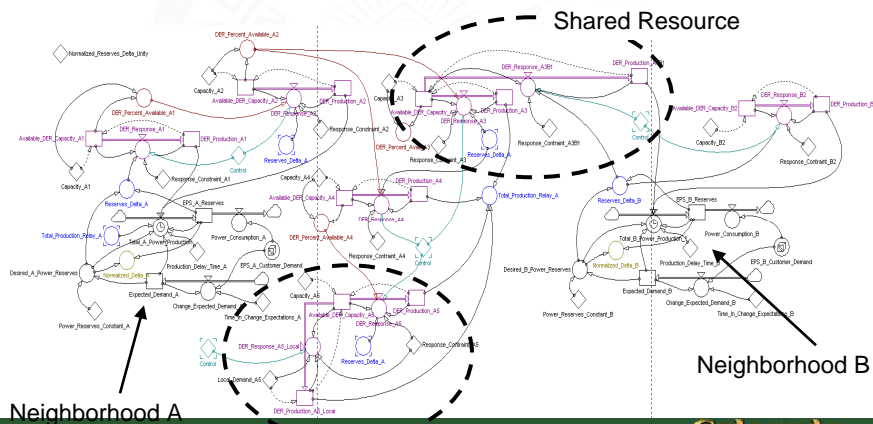 Shared Resource
DER_Percent_Available_A2
Normalized_Reserves_Delta_Unity
DER_Response_A3B1
DER_Response_A2
DER_Production_A2
Capacity_A2
Available_DER_Capacity_A2
DER_Percent_Available_A1
DER_Response_A1
DER_Production_A1
Available_DER_Capacity_A1
Capacity_A1
Response_Constraint_A1
Control
Reserves_Delta_A
Response_Constraint_A2
Capacity_A3
DER_Production_A3
DER_Response_A3
Response_Constraint_A3
Reserves_Delta_A
Response_Contraint_A3B1
Control
DER_Response_B2
Available_DER_Capacity_B2
Capacity_B2
Response_Contraint_B2
Capacity_A4
DER_Production_A4
Available_DER_Capacity_A4
DER_Response_A4
DER_Percent_Available_A4
Response_Contraint_A4
Total_Production_Relay_A
Control
Reserves_Delta_A
EPS_A_Reserves
Total_Production_Relay_A
Total_A_Power_Production
Power_Consumption_A
Normalized_Delta_A
Production_Delay_Time_A
EPS_A_Customer_Demand
Desired_A_Power_Reserves
Expected_Demand_A
Change_Expected_Demand
Power_Reserves_Constant_A
Time_In_Change_Expectations_A
Reserves_Delta_B
EPS_B_Reserves
Total_B_Power_Production
Power_Consumption_B
Normalized_Delta_B
Production_Delay_Time_B
EPS_B_Customer_Demand
Desired_B_Power_Reserves
Expected_Demand_B
Change_Expected_Demand_B
Power_Reserves_Constant_B
Time_In_Change_Expectations_B
Capacity_A5
Available_DER_Capacity_A5
DER_Production_A5
DER_Response_A5
Control
DER_Response_A5_Local
Reserves_Delta_A
Response_Contraint_A5
Local_Demand_A5
DER_Production_A5_Local
Neighborhood B
Neighborhood A